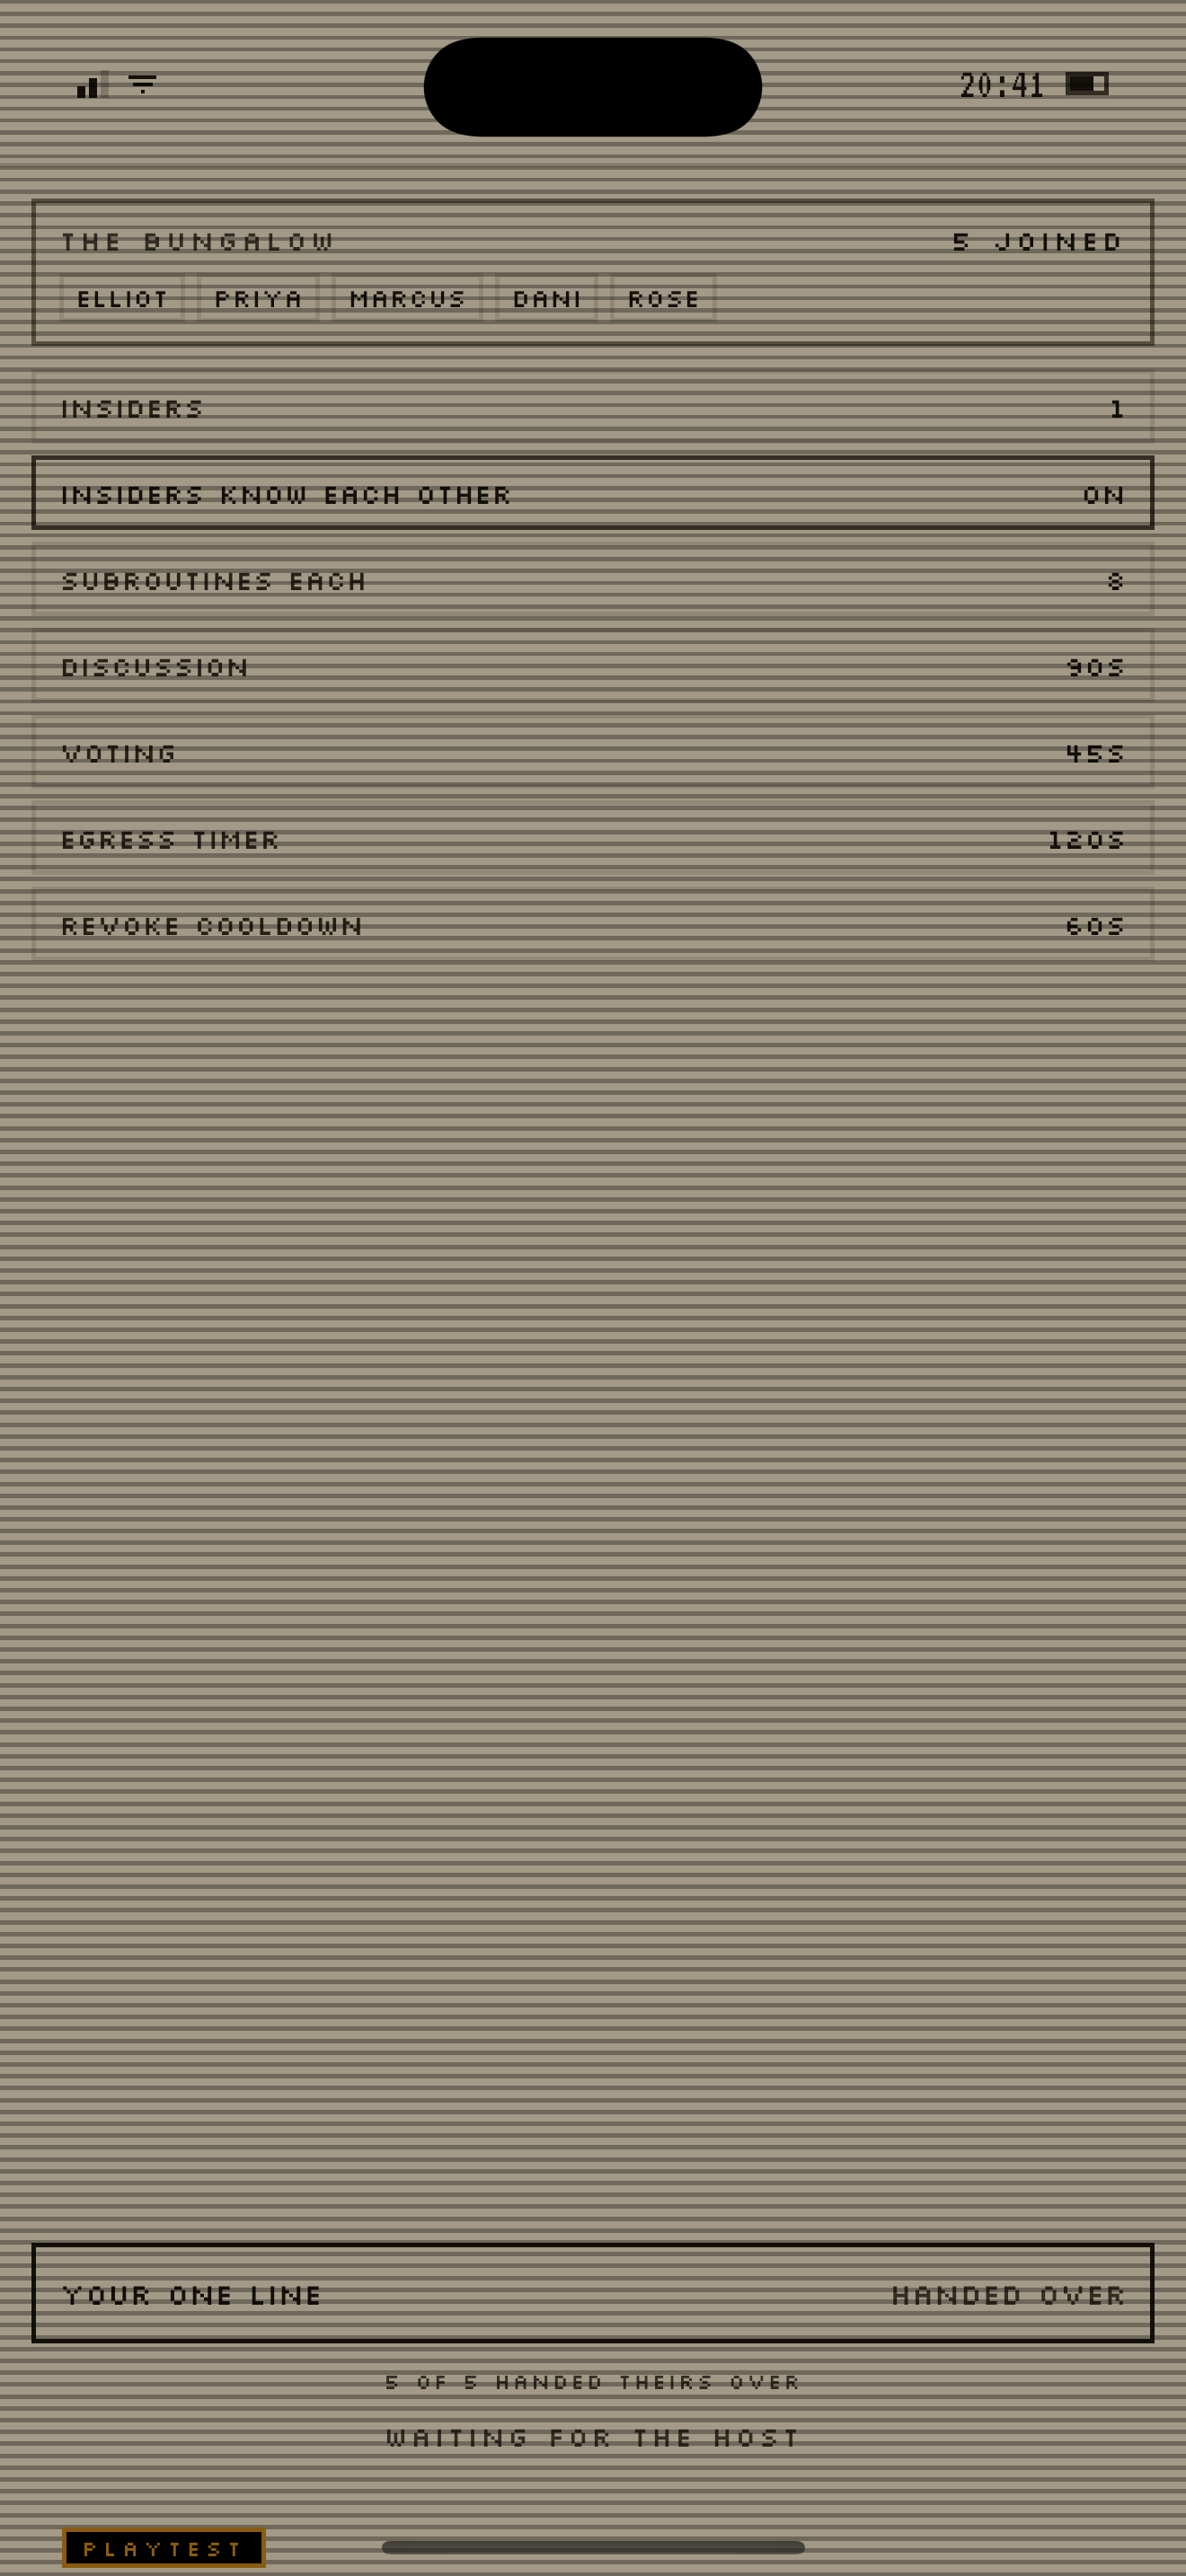 20:41
THE BUNGALOW 5 JOINED
ELLIOT PRIYA MARCUS DANI ROSE
INSIDERS 1
INSIDERS KNOW EACH OTHER ON
SUBROUTINES EACH 8
DISCUSSION 90S
VOTING 45S
EGRESS TIMER 120S
REVOKE COOLDOWN 60S
YOUR ONE LINE HANDED OVER
5 OF 5 HANDED THEIRS OVER
WAITING FOR THE HOST
PLAYTEST